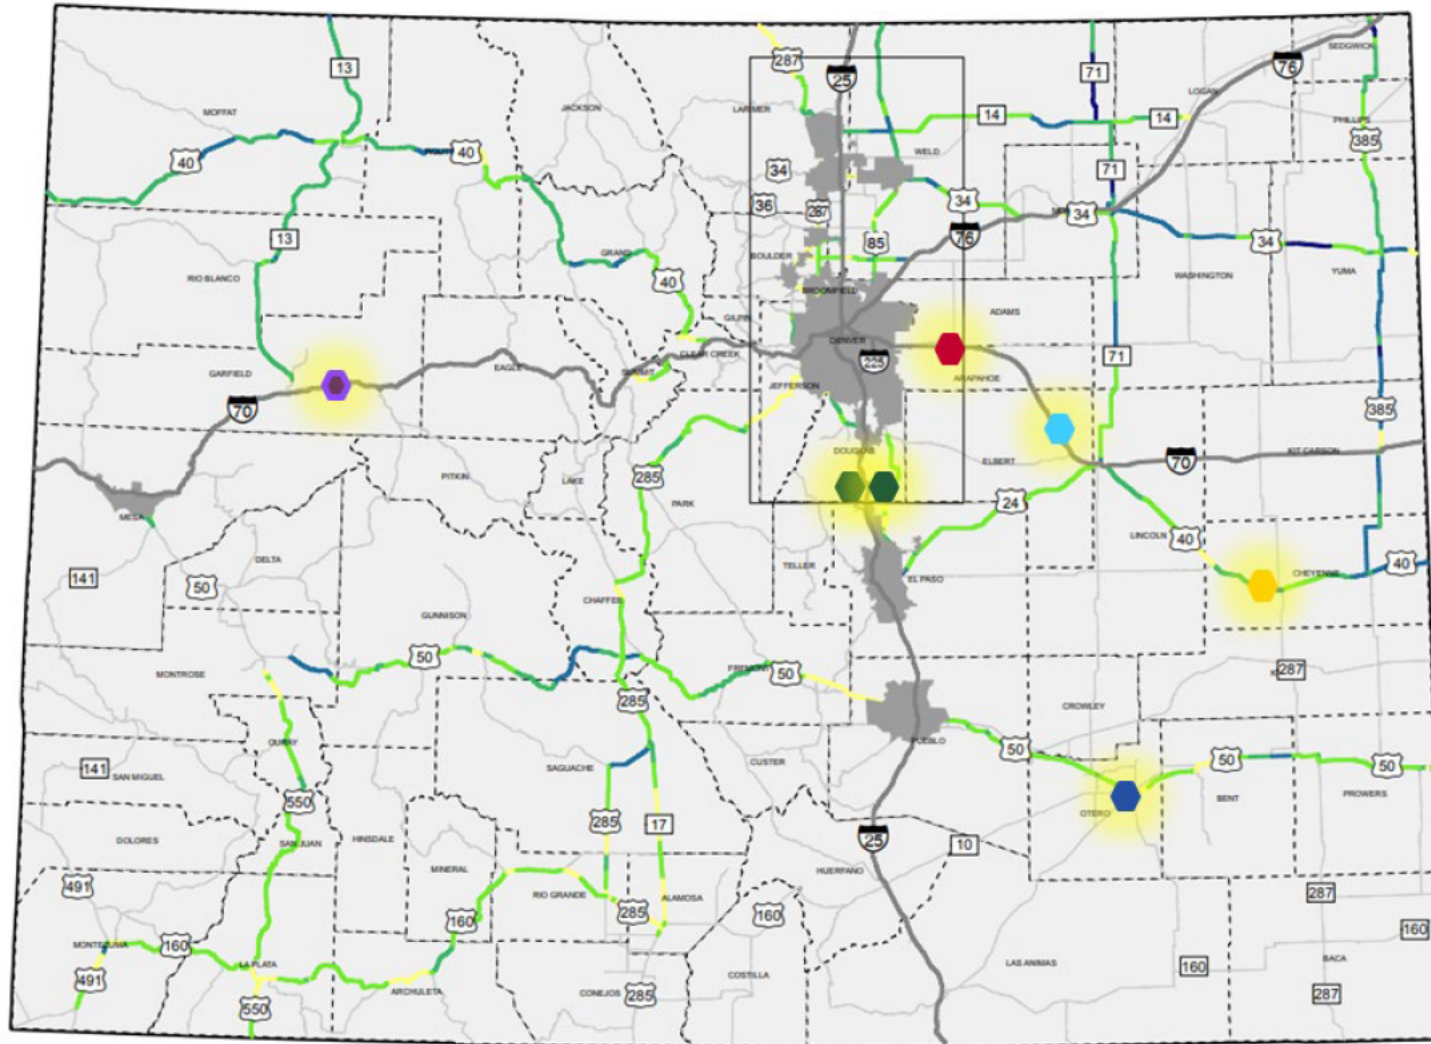 SEDGWICK
287
25
76
13
71
LOGAN
MOFFAT
JACKSON
LARIMER
14
14
PHILLIPS
385
40
40
WELD
34
71
34
36
287
34
34
85
76
34
13
GRAND
BOULDER
RIO BLANCO
40
WASHINGTON
YUMA
BROOMFIELD
GILPIN
ADAMS
DENVER
225
71
CLEAR CREEK
EAGLE
SUMMIT
GARFIELD
JEFFERSON
ARAPAHOE
70
385
DOUGLAS
KIT CARSON
70
ELBERT
285
PITKIN
LAKE
PARK
24
MESA
LINCOLN
40
DELTA
TELLER
40
CHEYENNE
141
50
EL PASO
CHAFFEE
GUNNISON
50
FREMONT
50
287
MONTROSE
285
CROWLEY
PUEBLO
OURAY
50
50
50
141
SAN MIGUEL
SAGUACHE
CUSTER
550
PROWERS
BENT
OTERO
285
17
25
10
DOLORES
SAN JUAN
HINSDALE
MINERAL
HUERFANO
491
RIO GRANDE
ALAMOSA
287
285
160
160
160
MONTEZUMA
160
LA PLATA
LAS ANIMAS
160
BACA
491
COSTILLA
ARCHULETA
CONEJOS
285
287
550